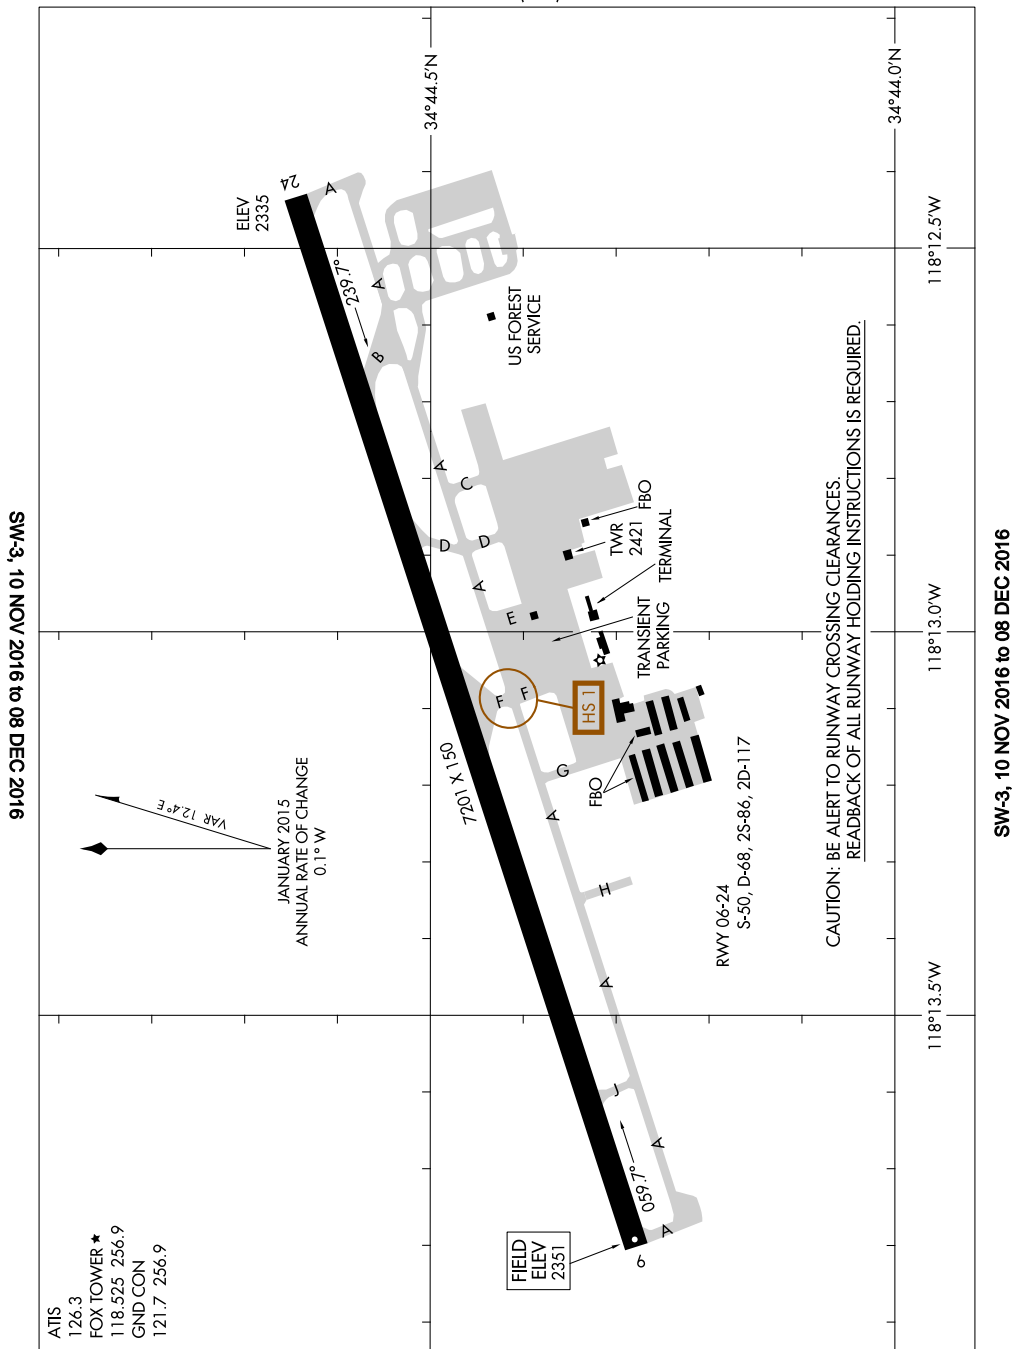 SW-3, 10 NOV 2016 to 08 DEC 2016
ATIS
126.3
FOX TOWER ★
118.525 256.9
GND CON
121.7 256.9
JANUARY 2015
ANNUAL RATE OF CHANGE
0.1° W
VAR 12.4° E
ELEV
2335
24
A
239.7°
A
B
A
C
D
D
A
E
F
F
HS 1
G
A
H
A
J
A
059.7°
A
6
FIELD
ELEV
2351
7201 X 150
34°44.5'N
34°44.0'N
118°12.5'W
118°13.0'W
118°13.5'W
US FOREST
SERVICE
FBO
TWR
2421
TERMINAL
TRANSIENT
PARKING
FBO
RWY 06-24
S-50, D-68, 2S-86, 2D-117
CAUTION: BE ALERT TO RUNWAY CROSSING CLEARANCES.
READBACK OF ALL RUNWAY HOLDING INSTRUCTIONS IS REQUIRED.
SW-3, 10 NOV 2016 to 08 DEC 2016